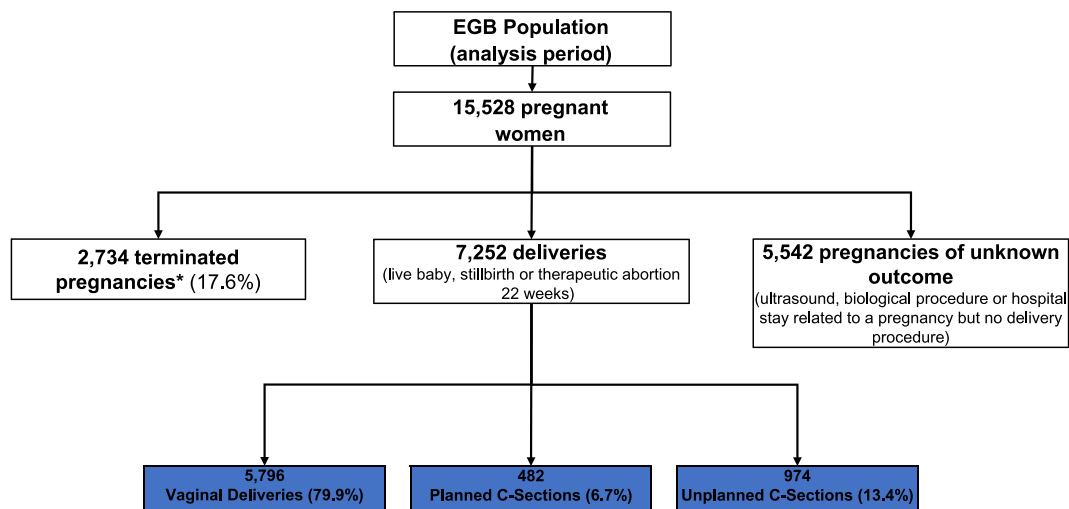 EGB Population
(analysis period)
15,528 pregnant
women
2,734 terminated
pregnancies* (17.6%)
7,252 deliveries
(live baby, stillbirth or therapeutic abortion
22 weeks)
5,542 pregnancies of unknown
outcome
(ultrasound, biological procedure or hospital
stay related to a pregnancy but no delivery
procedure)
5,796
Vaginal Deliveries (79.9%)
482
Planned C-Sections (6.7%)
974
Unplanned C-Sections (13.4%)